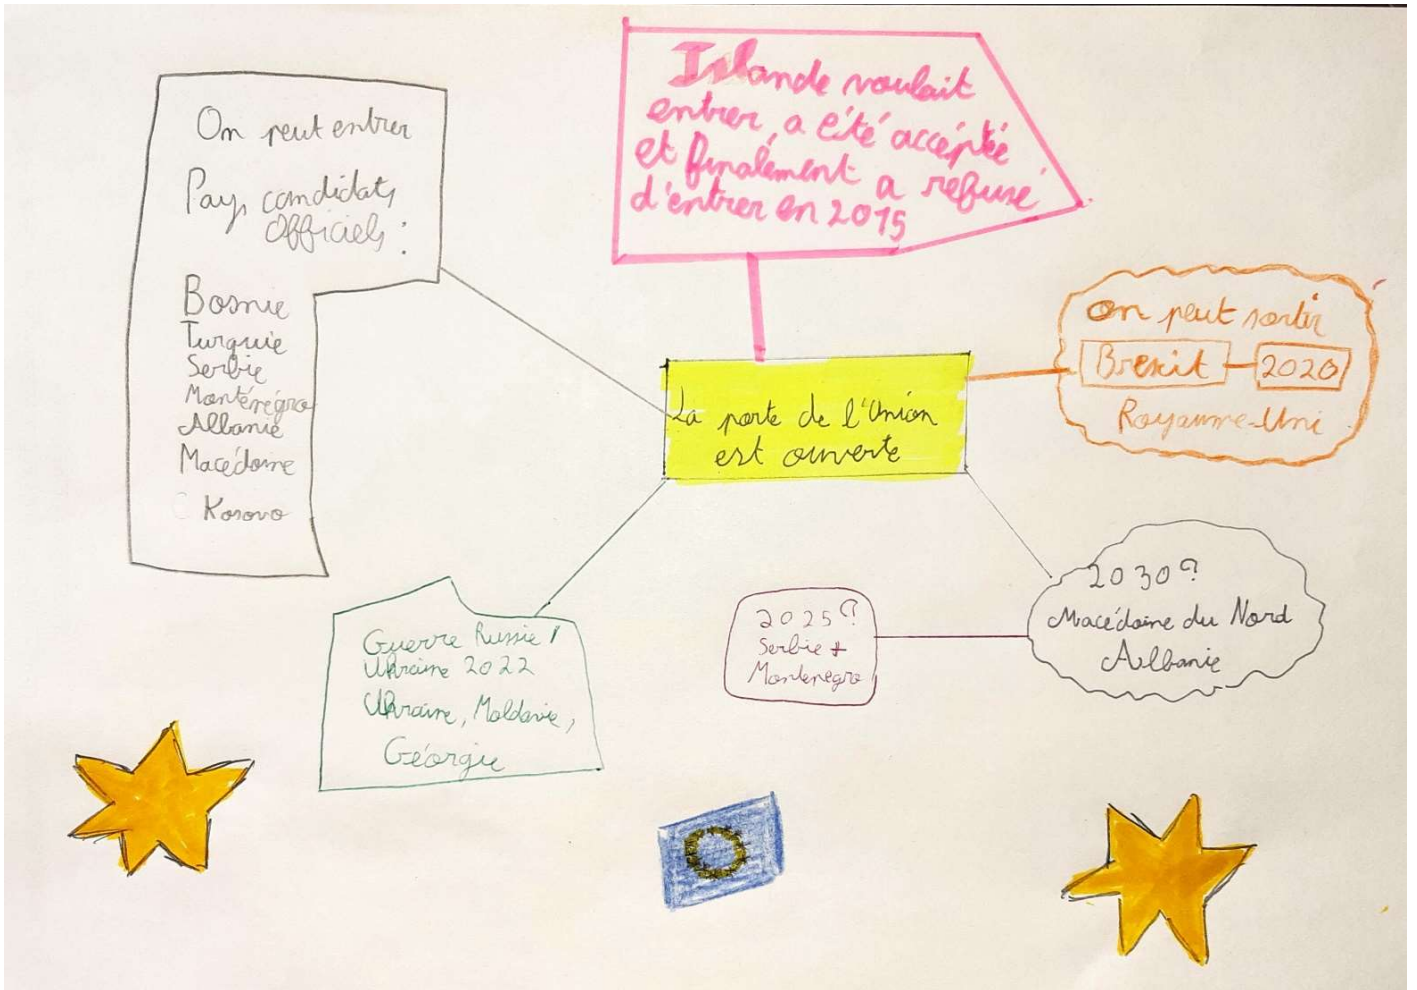 Islande voulait
entrer, a été accéptée
et finalement a refusé
d'entrer en 2015
On peut entrer
Pays candidats
Officiels :
Bosnie
Turquie
Serbie
Monténégro
Albanie
Macédoine
Kosovo
On peut sortir
Brexit 2020
Royaume-Uni
La porte de l'Union
est ouverte
2030?
Macédoine du Nord
Albanie
2025?
Serbie +
Montenegro
Guerre Russie /
Ukraine 2022
Ukraine, Moldavie,
Géorgie